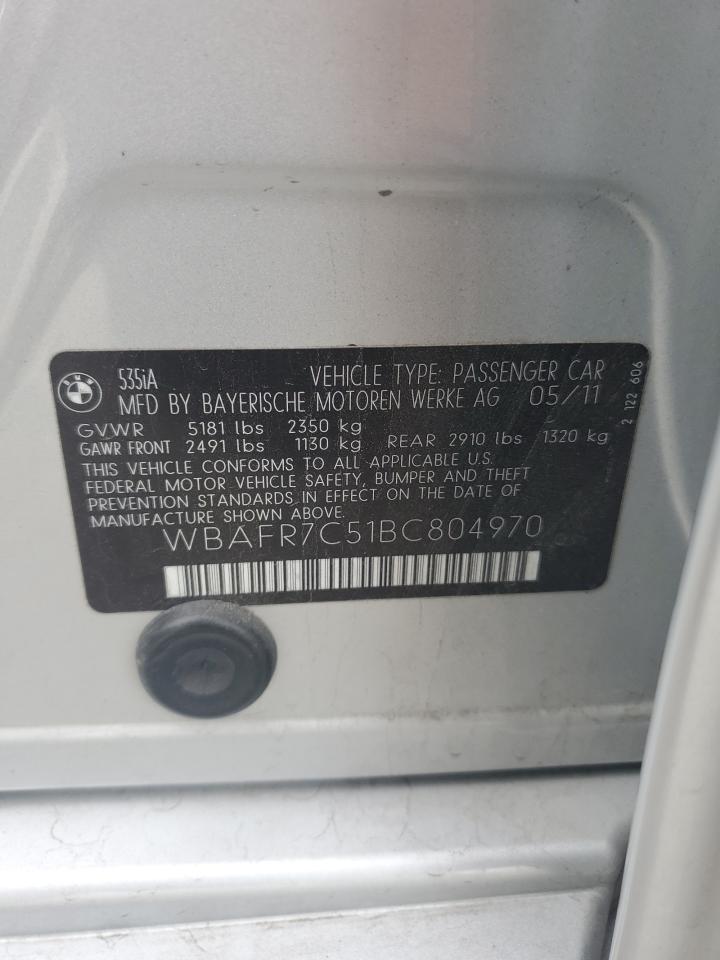 BMW
535iA VEHICLE TYPE: PASSENGER CAR
MFD BY BAYERISCHE MOTOREN WERKE AG 05/11
GVWR 5181 lbs 2350 kg
GAWR FRONT 2491 lbs 1130 kg REAR 2910 lbs 1320 kg
THIS VEHICLE CONFORMS TO ALL APPLICABLE U.S.
FEDERAL MOTOR VEHICLE SAFETY, BUMPER AND THEFT
PREVENTION STANDARDS IN EFFECT ON THE DATE OF
MANUFACTURE SHOWN ABOVE.
WBAFR7C51BC804970
2 122 606